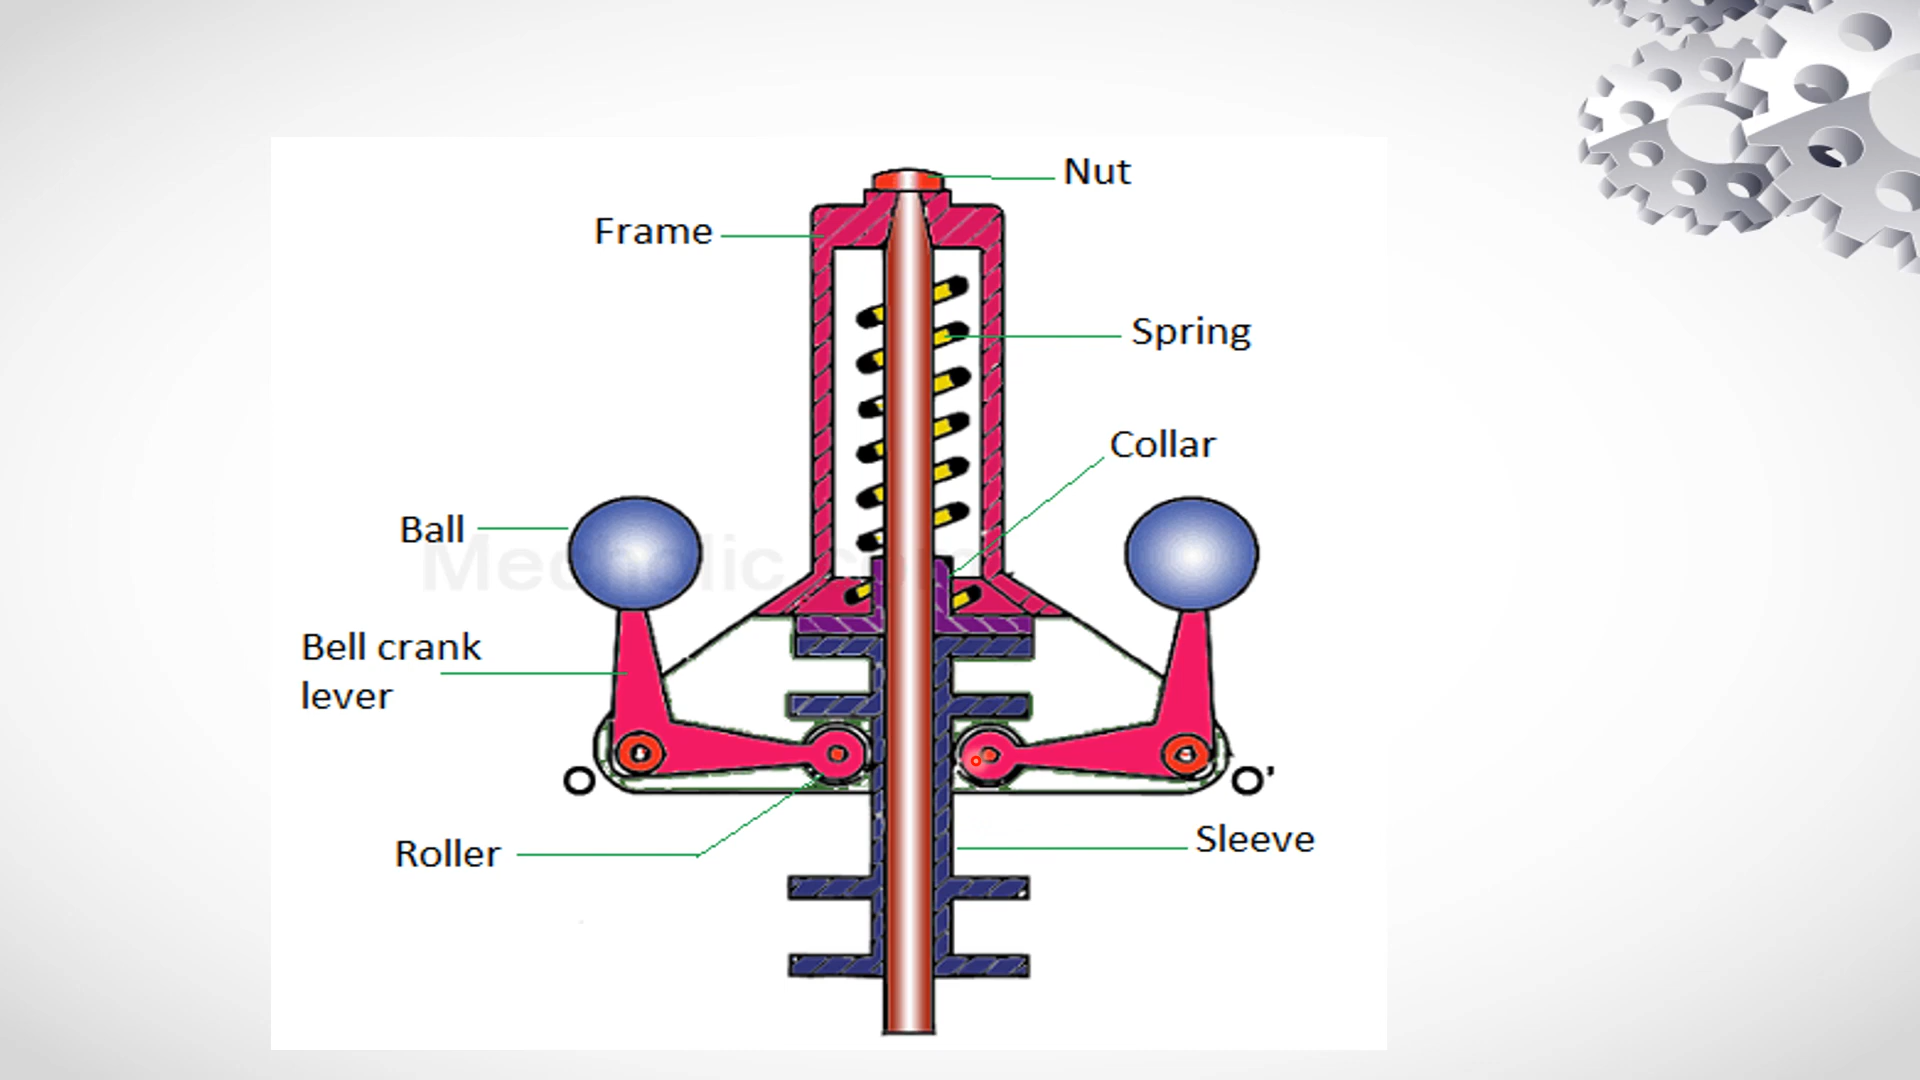 Nut
Frame
Spring
Collar
Ball
Bell crank
lever
O
O'
Roller
Sleeve